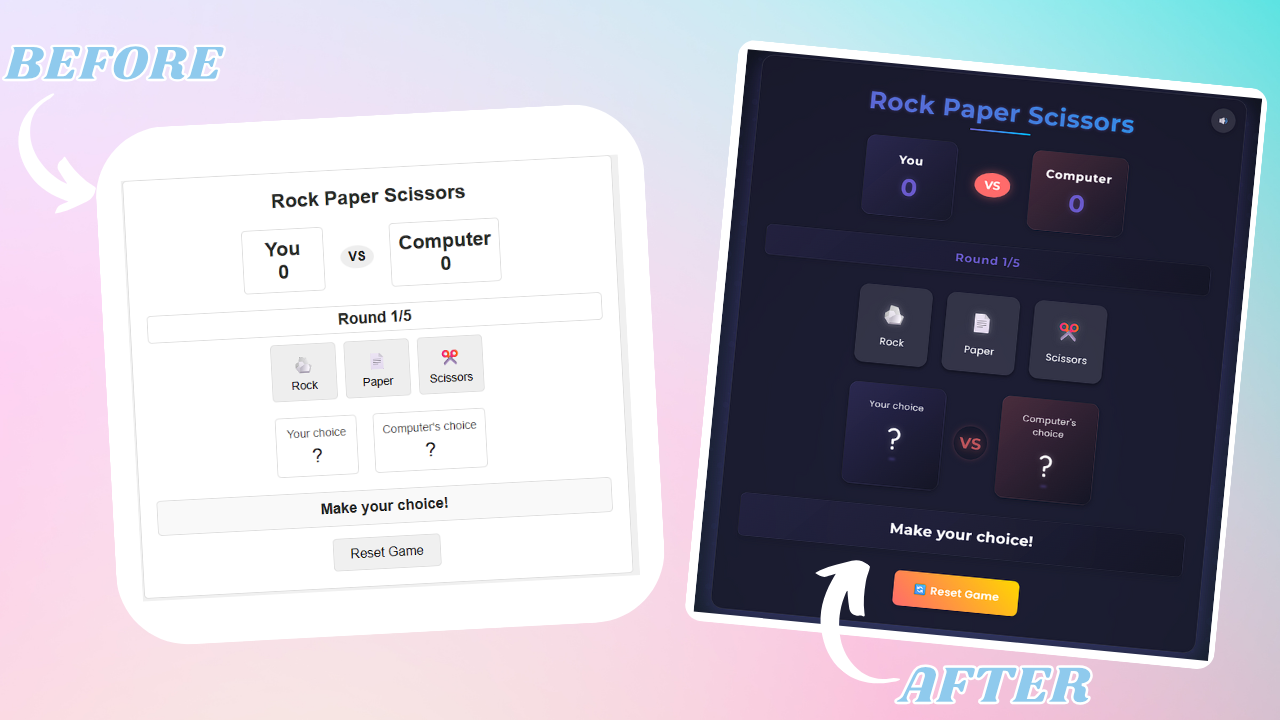 BEFORE
Rock Paper Scissors
You
0
VS
Computer
0
Round 1/5
Rock
Paper
Scissors
Your choice
?
Computer's choice
?
Make your choice!
Reset Game
Rock Paper Scissors
You
0
VS
Computer
0
Round 1/5
Rock
Paper
Scissors
Your choice
?
VS
Computer's
choice
?
Make your choice!
Reset Game
AFTER